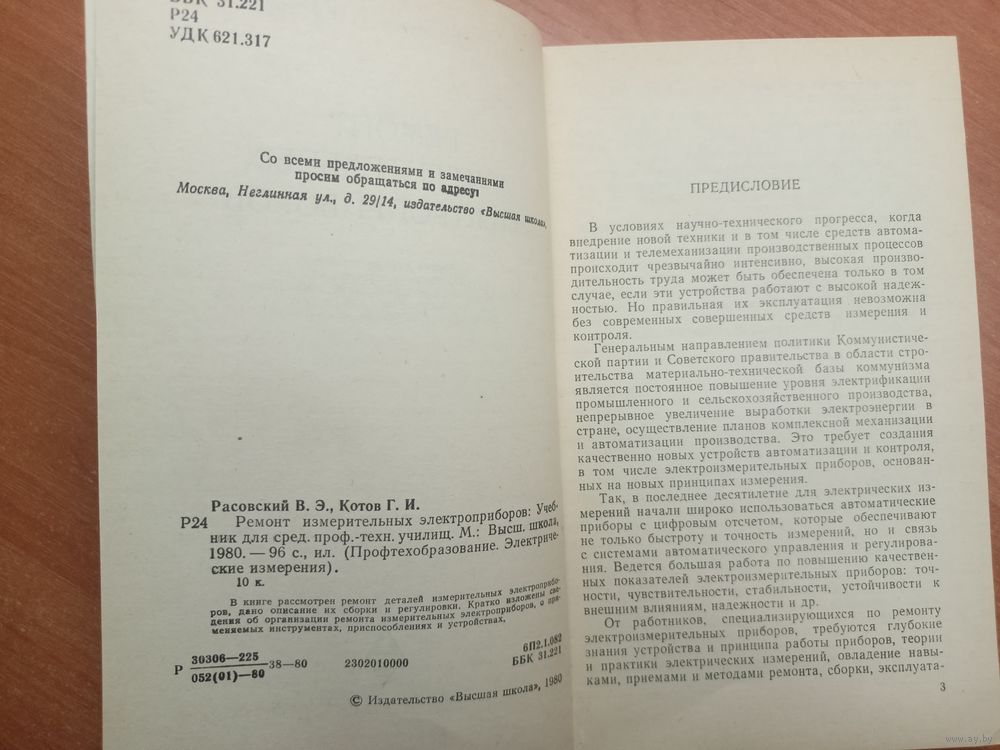 ББК 31.221
Р24
УДК 621.317
Со всеми предложениями и замечаниями
просим обращаться по адресу:
Москва, Неглинная ул., д. 29/14, издательство «Высшая школа».
Расовский В. Э., Котов Г. И.
Р24 Ремонт измерительных электроприборов: Учеб-
ник для сред. проф.-техн. училищ. М.: Высш. школа,
1980. — 96 с., ил. (Профтехобразование. Электриче-
ские измерения).
10 к.
В книге рассмотрен ремонт деталей измерительных электроприбо-
ров, дано описание их сборки и регулировки. Кратко изложены све-
дения об организации ремонта измерительных электроприборов, о при-
меняемых инструментах, приспособлениях и устройствах.
Р 30306—225
052(01)—80 38—80 2302010000
6П2.1.082
ББК 31.221
© Издательство «Высшая школа», 1980
ПРЕДИСЛОВИЕ
В условиях научно-технического прогресса, когда
внедрение новой техники и в том числе средств автома-
тизации и телемеханизации производственных процессов
происходит чрезвычайно интенсивно, высокая произво-
дительность труда может быть обеспечена только в том
случае, если эти устройства работают с высокой надеж-
ностью. Но правильная их эксплуатация невозможна
без современных совершенных средств измерения и
контроля.
Генеральным направлением политики Коммунистиче-
ской партии и Советского правительства в области стро-
ительства материально-технической базы коммунизма
является постоянное повышение уровня электрификации
промышленного и сельскохозяйственного производства,
непрерывное увеличение выработки электроэнергии в
стране, осуществление планов комплексной механизации
и автоматизации производства. Это требует создания
качественно новых устройств автоматизации и контроля,
в том числе электроизмерительных приборов, основан-
ных на новых принципах измерения.
Так, в последнее десятилетие для электрических из-
мерений начали широко использоваться автоматические
приборы с цифровым отсчетом, которые обеспечивают
не только быстроту и точность измерений, но и связь
с системами автоматического управления и регулирова-
ния. Ведется большая работа по повышению качествен-
ных показателей электроизмерительных приборов: точ-
ности, чувствительности, стабильности, устойчивости к
внешним влияниям, надежности и др.
От работников, специализирующихся по ремонту
электроизмерительных приборов, требуются глубокие
знания устройства и принципа работы приборов, теории
и практики электрических измерений, овладение навы-
ками, приемами и методами ремонта, сборки, эксплуата-
3
www.ay.by